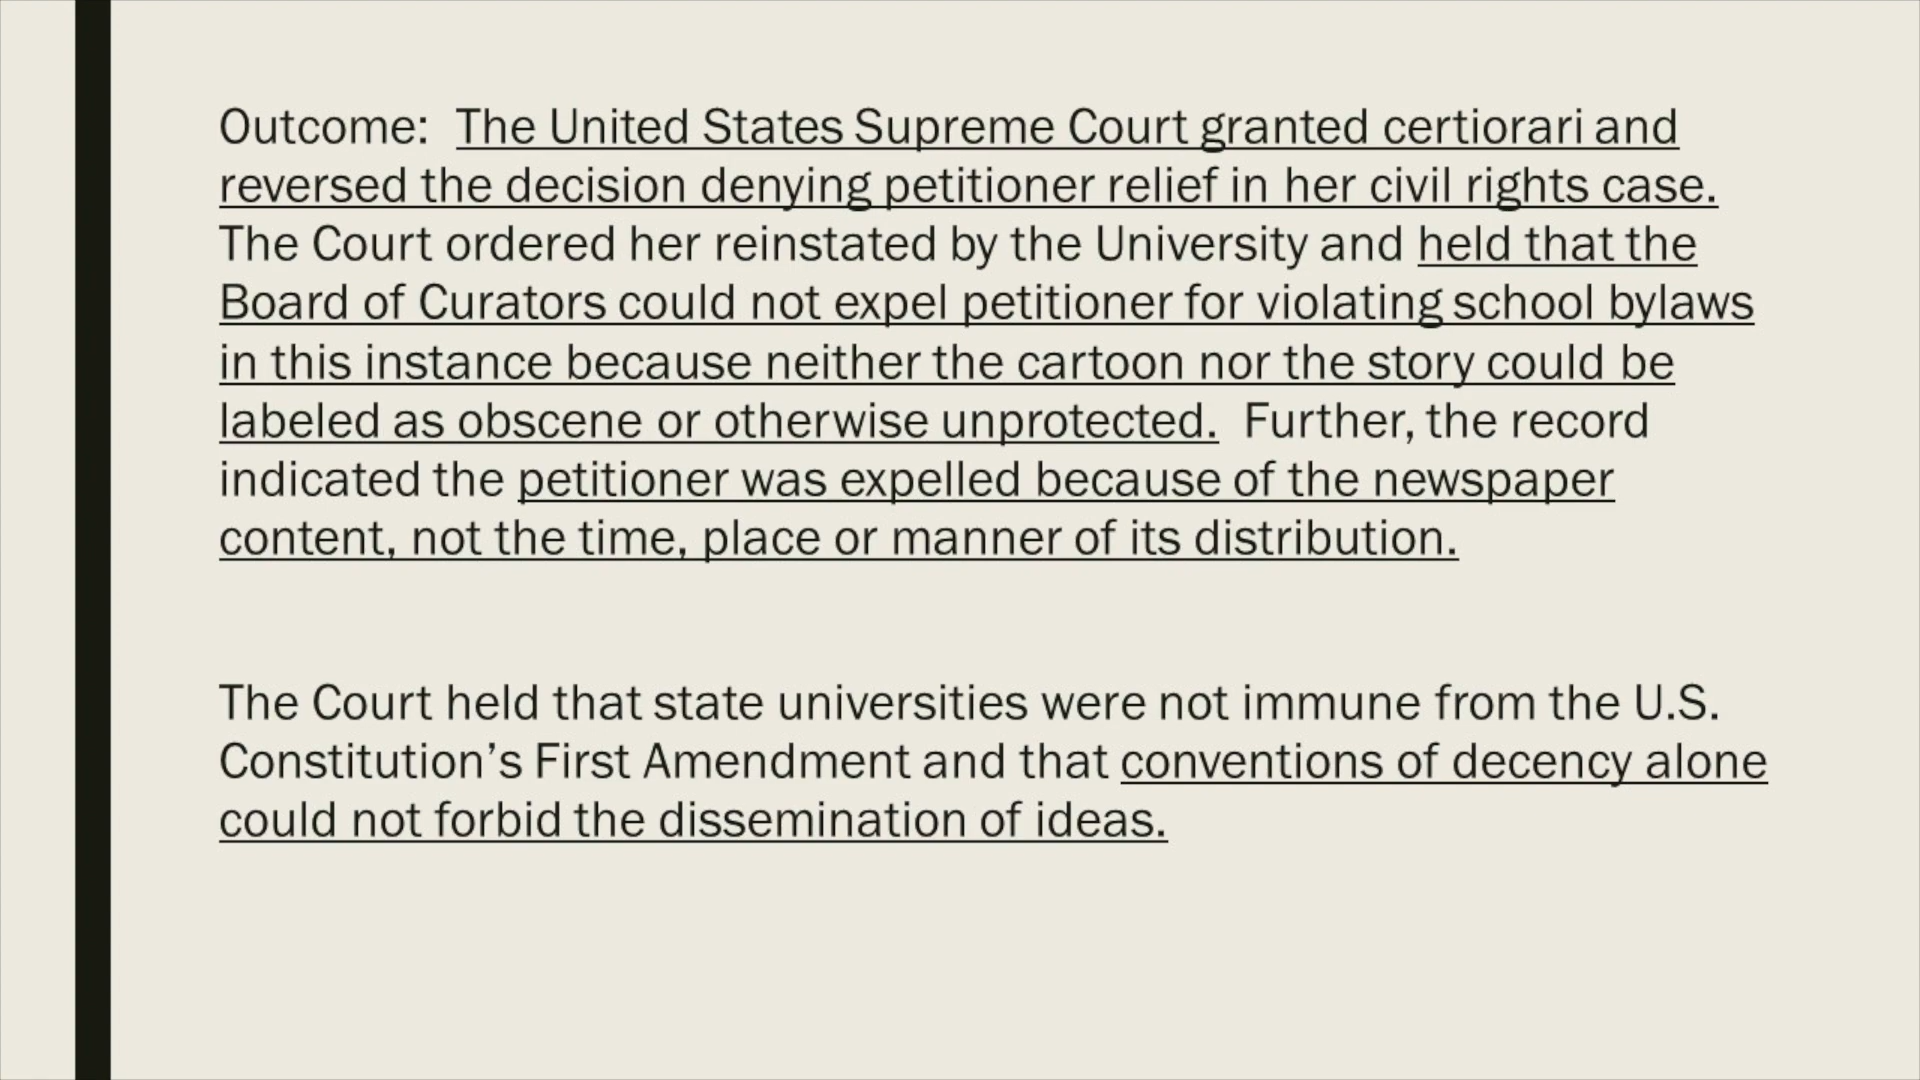 Outcome:  The United States Supreme Court granted certiorari and
reversed the decision denying petitioner relief in her civil rights case.
The Court ordered her reinstated by the University and held that the
Board of Curators could not expel petitioner for violating school bylaws
in this instance because neither the cartoon nor the story could be
labeled as obscene or otherwise unprotected.  Further, the record
indicated the petitioner was expelled because of the newspaper
content, not the time, place or manner of its distribution.
The Court held that state universities were not immune from the U.S.
Constitution’s First Amendment and that conventions of decency alone
could not forbid the dissemination of ideas.